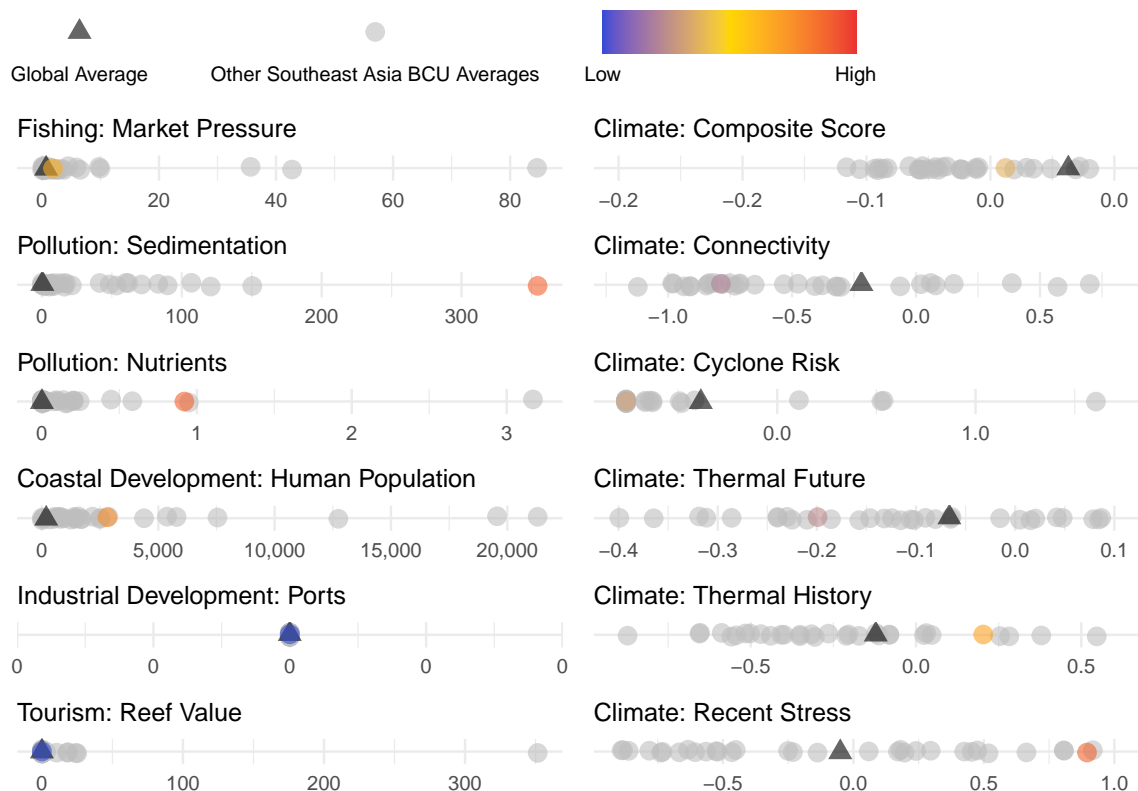 Global Average
Other Southeast Asia BCU Averages
Low
High
Fishing: Market Pressure
0 20 40 60 80
Climate: Composite Score
−0.2 −0.2 −0.1 0.0 0.0
Pollution: Sedimentation
0 100 200 300
Climate: Connectivity
−1.0 −0.5 0.0 0.5
Pollution: Nutrients
0 1 2 3
Climate: Cyclone Risk
0.0 1.0
Coastal Development: Human Population
0 5,000 10,000 15,000 20,000
Climate: Thermal Future
−0.4 −0.3 −0.2 −0.1 0.0 0.1
Industrial Development: Ports
0 0 0 0 0
Climate: Thermal History
−0.5 0.0 0.5
Tourism: Reef Value
0 100 200 300
Climate: Recent Stress
−0.5 0.0 0.5 1.0